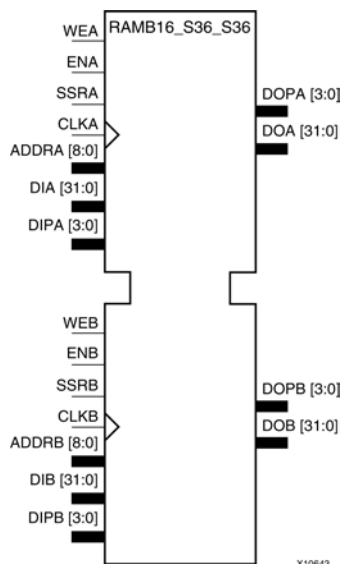 RAMB16_S36_S36
WEA
ENA
SSRA
CLKA
ADDRA [8:0]
DIA [31:0]
DIPA [3:0]
DOPA [3:0]
DOA [31:0]
WEB
ENB
SSRB
CLKB
ADDRB [8:0]
DIB [31:0]
DIPB [3:0]
DOPB [3:0]
DOB [31:0]
X10643